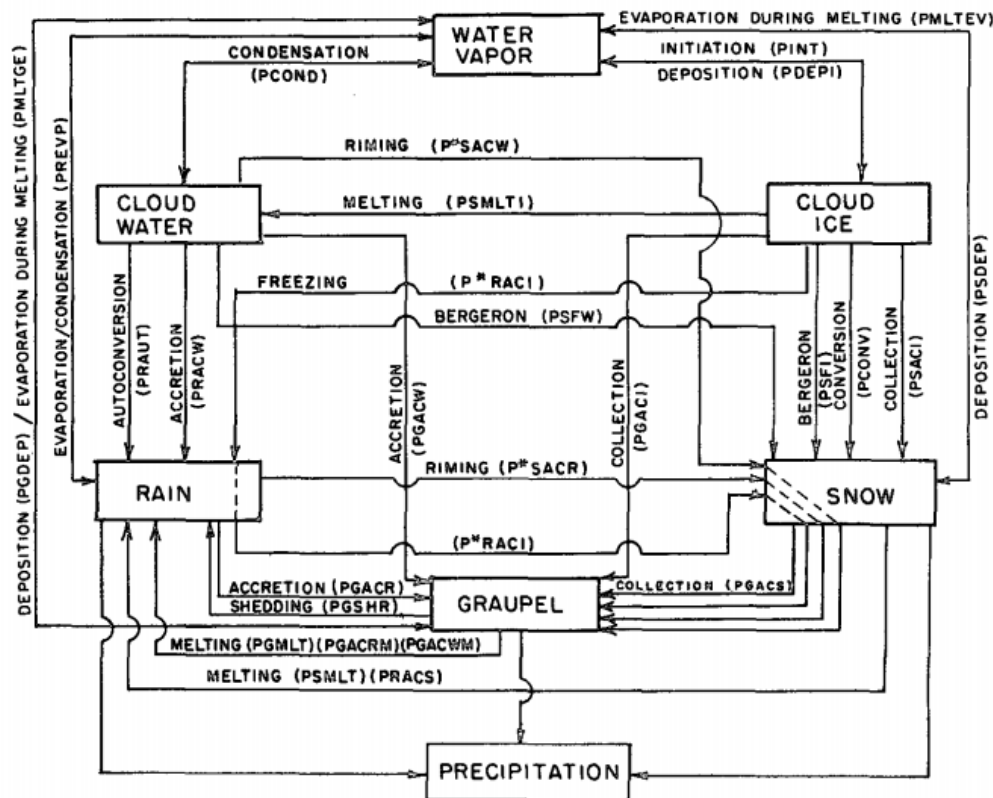 WATER
VAPOR
EVAPORATION DURING MELTING (PMLTEV)
CONDENSATION
(PCOND)
INITIATION (PINT)
DEPOSITION (PDEPI)
DEPOSITION (PGDEP) / EVAPORATION DURING MELTING (PMLTGE)
EVAPORATION/CONDENSATION (PREVP)
RIMING (P*SACW)
CLOUD
WATER
MELTING (PSMLTI)
CLOUD
ICE
FREEZING (P*RACI)
BERGERON (PSFW)
AUTOCONVERSION
(PRAUT)
ACCRETION
(PRACW)
ACCRETION
(PGACW)
COLLECTION
(PGACI)
BERGERON
(PSFI)
CONVERSION
(PCONV)
COLLECTION
(PSACI)
DEPOSITION (PSDEP)
RAIN
RIMING (P*SACR)
SNOW
(P*RACI)
ACCRETION (PGACR)
SHEDDING (PGSHR)
GRAUPEL
COLLECTION (PGACS)
MELTING (PGMLT)(PGACRM)(PGACWM)
MELTING (PSMLT)(PRACS)
PRECIPITATION